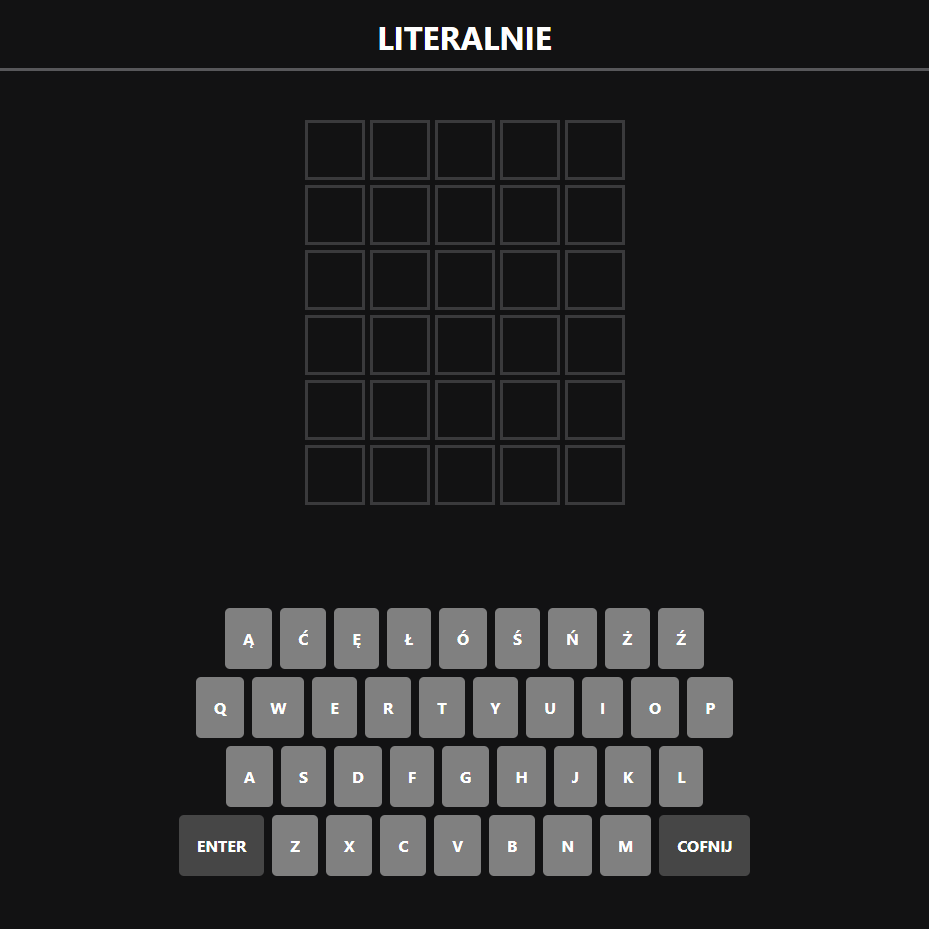 LITERALNIE
Ą Ć Ę Ł Ó Ś Ń Ż Ź
Q W E R T Y U I O P
A S D F G H J K L
ENTER Z X C V B N M COFNIJ